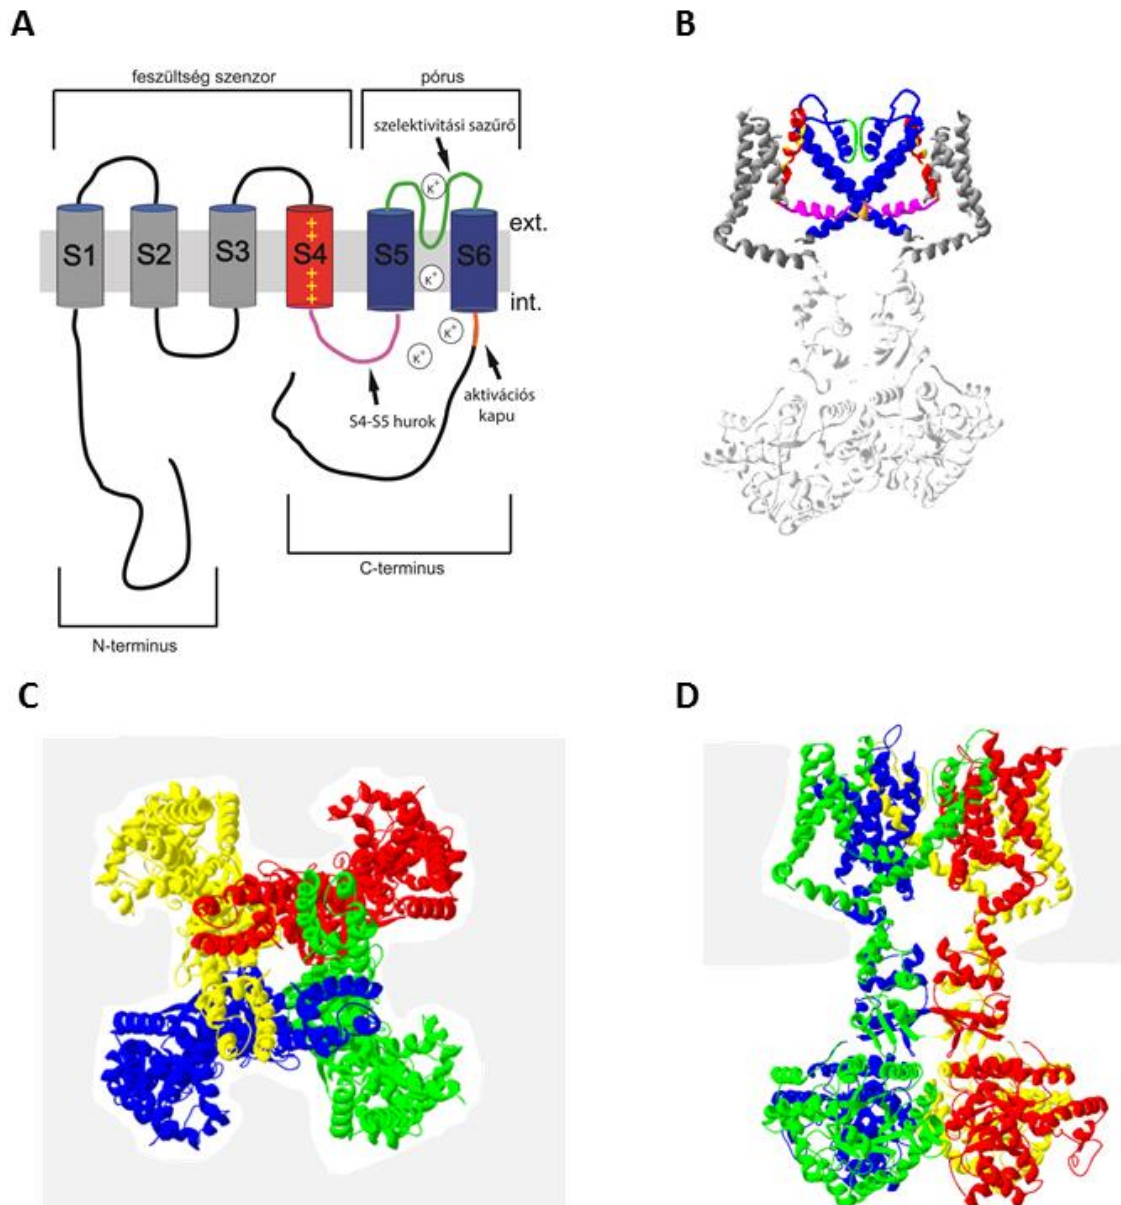 A
B
feszültség szenzor
pórus
szelektivitási sazűrő
K+
S1
S2
S3
S4
S5
S6
ext.
+
+
K+
+
+
+
+
int.
K+
K+
S4-S5 hurok
aktivációs
kapu
C-terminus
N-terminus
C
D